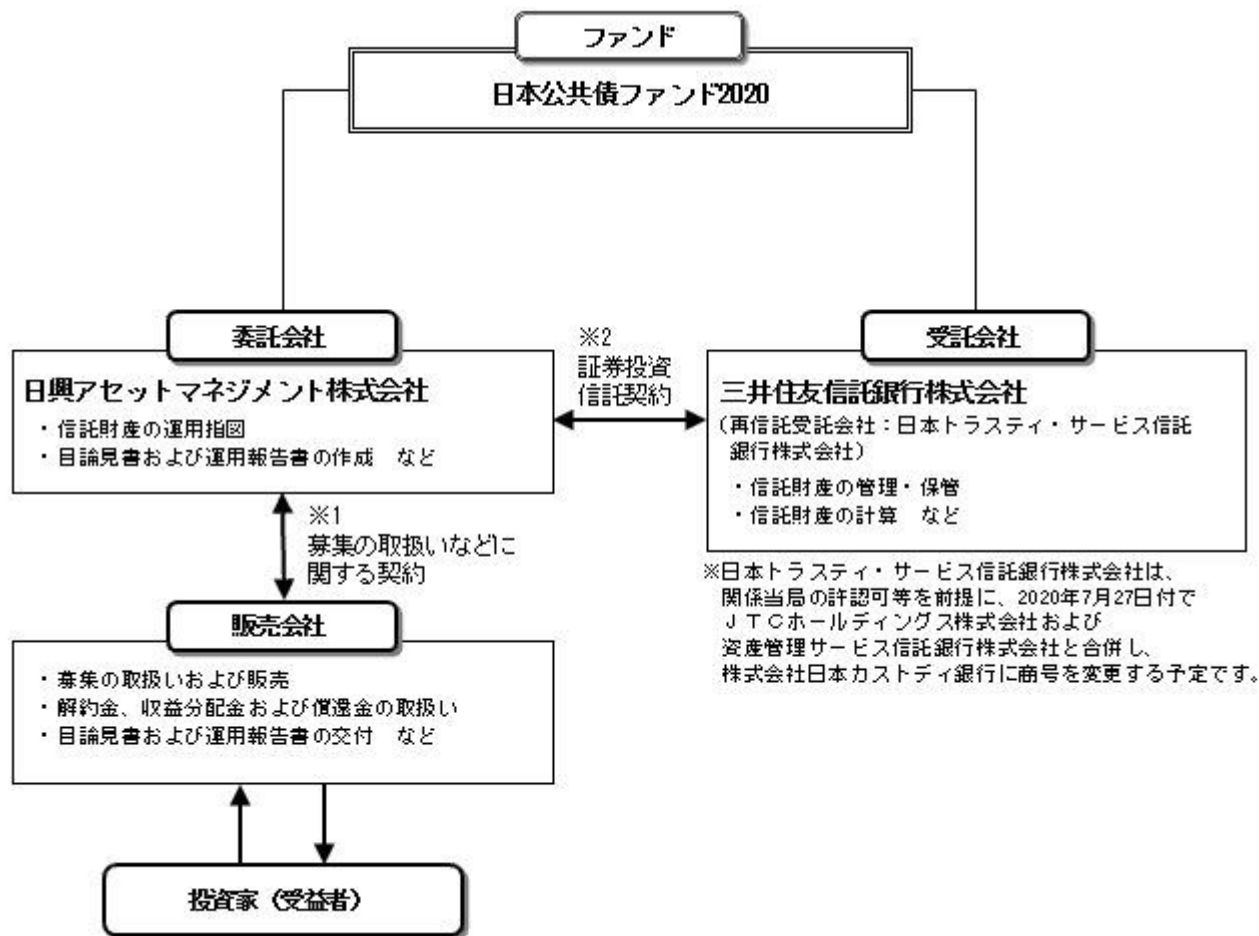 ファンド
日本公共債ファンド2020
委託会社
日興アセットマネジメント株式会社
・信託財産の運用指図
・目論見書および運用報告書の作成　など
※2
証券投資
信託契約
受託会社
三井住友信託銀行株式会社
（再信託受託会社：日本トラスティ・サービス信託
銀行株式会社）
・信託財産の管理・保管
・信託財産の計算　など
※日本トラスティ・サービス信託銀行株式会社は、
関係当局の許認可等を前提に、2020年7月27日付で
ＪＴＣホールディングス株式会社および
資産管理サービス信託銀行株式会社と合併し、
株式会社日本カストディ銀行に商号を変更する予定です。
※1
募集の取扱いなどに
関する契約
販売会社
・募集の取扱いおよび販売
・解約金、収益分配金および償還金の取扱い
・目論見書および運用報告書の交付　など
投資家（受益者）